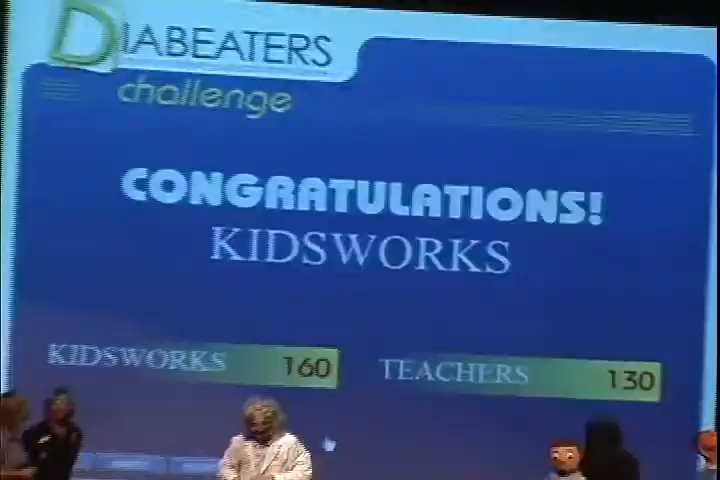 DIABEATERS
challenge
CONGRATULATIONS!
KIDSWORKS
KIDSWORKS 160
TEACHERS 130